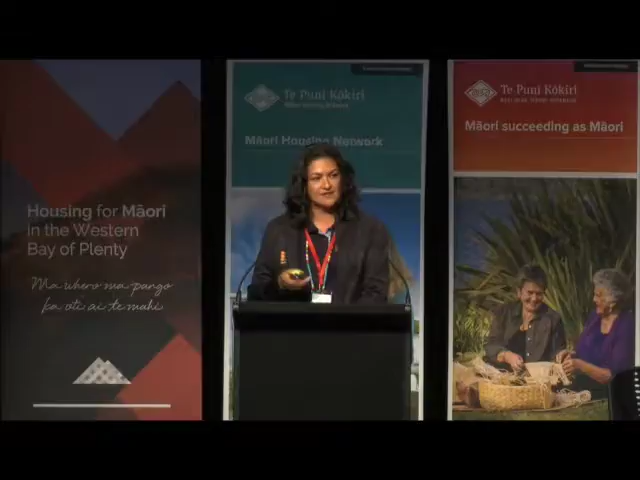 Housing for Māori
in the Western
Bay of Plenty
Ma whero ma pango
ka oti ai te mahi
Te Puni Kōkiri
Māori Housing Network
Te Puni Kōkiri
Māori succeeding as Māori